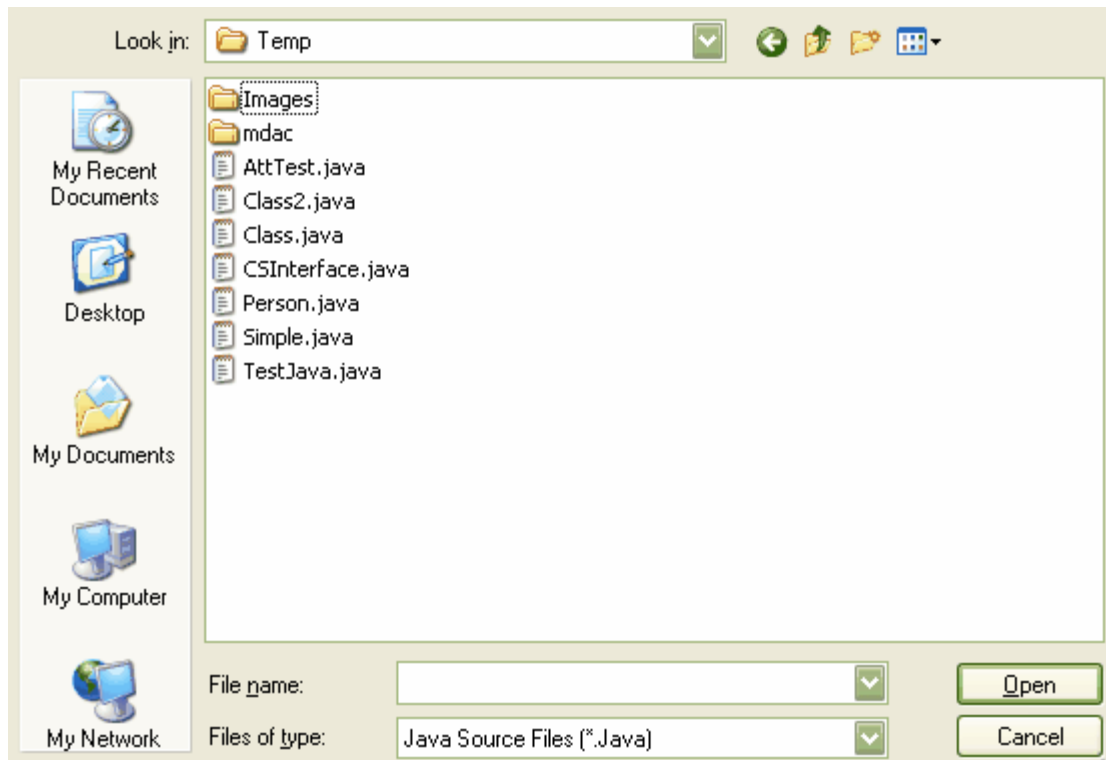 Look in:
Temp
My Recent
Documents
Desktop
My Documents
My Computer
My Network
Images
mdac
AttTest.java
Class2.java
Class.java
CSInterface.java
Person.java
Simple.java
TestJava.java
File name:
Open
Files of type:
Java Source Files (*.Java)
Cancel